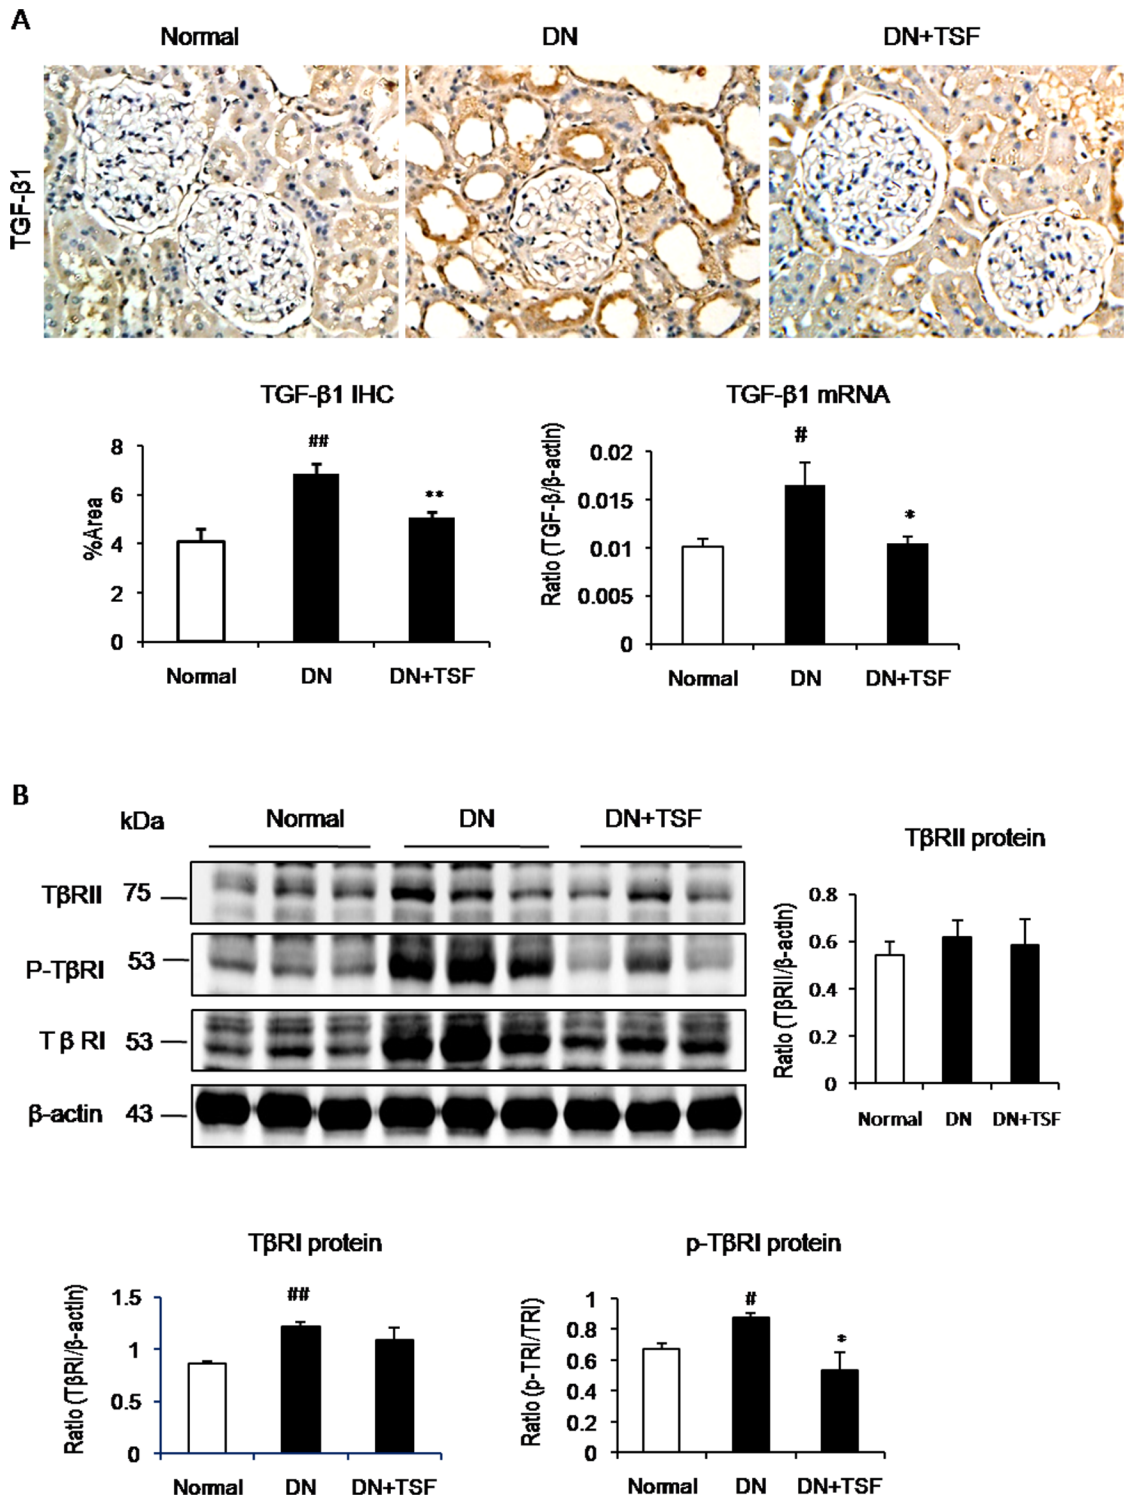 A
Normal DN DN+TSF
TGF-β1
TGF-β1 IHC
%Area
8
6
4
2
0
##
**
Normal DN DN+TSF
TGF-β1 mRNA
Ratio (TGF-β/β-actin)
0.02
0.015
0.01
0.005
0
#
*
Normal DN DN+TSF
B
kDa Normal DN DN+TSF
TβRII 75
P-TβRI 53
TβRI 53
β-actin 43
TβRII protein
Ratio (TβRII/β-actin)
0.8
0.6
0.4
0.2
0
Normal DN DN+TSF
TβRI protein
Ratio (TβRI/β-actin)
1.5
1
0.5
0
##
Normal DN DN+TSF
p-TβRI protein
Ratio (p-TRI/TRI)
1
0.8
0.6
0.4
0.2
0
#
*
Normal DN DN+TSF